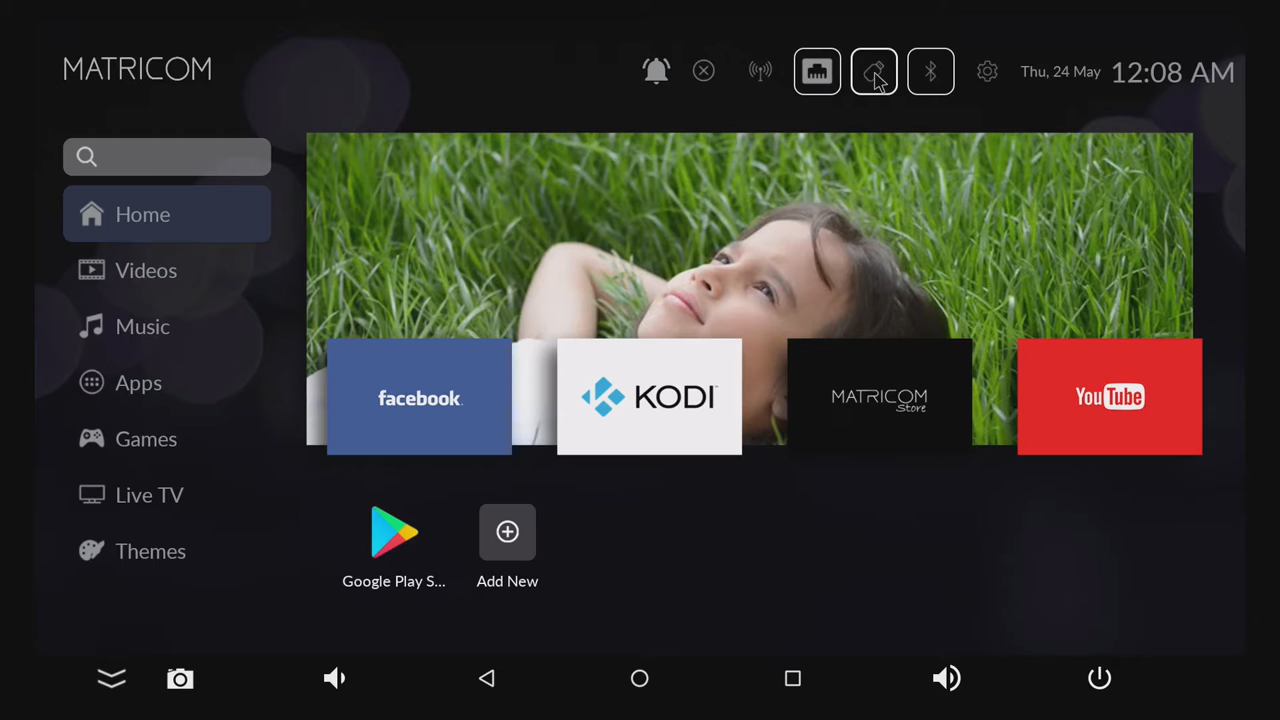 MATRICOM
Thu, 24 May 12:08 AM
Home
Videos
Music
Apps
Games
Live TV
Themes
facebook.
KODI
MATRICOM
Store
YouTube
Google Play S...
Add New